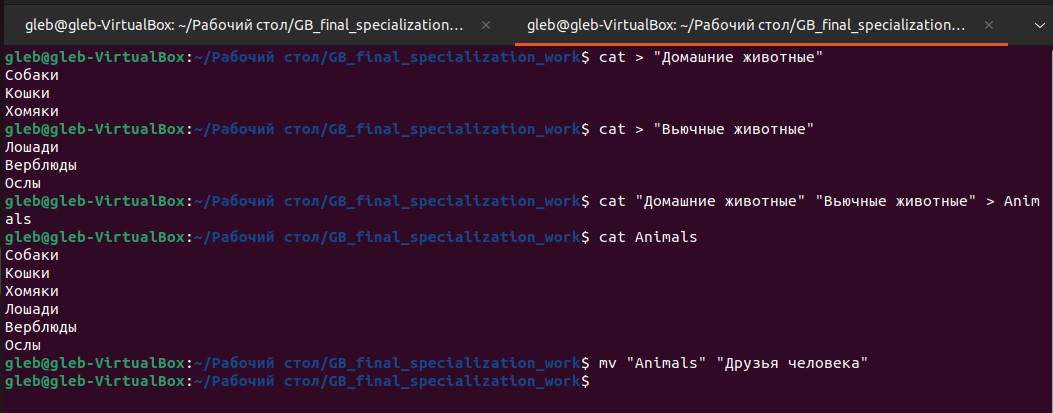 gleb@gleb-VirtualBox: ~/Рабочий стол/GB_final_specialization... × gleb@gleb-VirtualBox: ~/Рабочий стол/GB_final_specialization... ×
gleb@gleb-VirtualBox:~/Рабочий стол/GB_final_specialization_work$ cat > "Домашние животные"
Собаки
Кошки
Хомяки
gleb@gleb-VirtualBox:~/Рабочий стол/GB_final_specialization_work$ cat > "Вьючные животные"
Лошади
Верблюды
Ослы
gleb@gleb-VirtualBox:~/Рабочий стол/GB_final_specialization_work$ cat "Домашние животные" "Вьючные животные" > Anim
als
gleb@gleb-VirtualBox:~/Рабочий стол/GB_final_specialization_work$ cat Animals
Собаки
Кошки
Хомяки
Лошади
Верблюды
Ослы
gleb@gleb-VirtualBox:~/Рабочий стол/GB_final_specialization_work$ mv "Animals" "Друзья человека"
gleb@gleb-VirtualBox:~/Рабочий стол/GB_final_specialization_work$